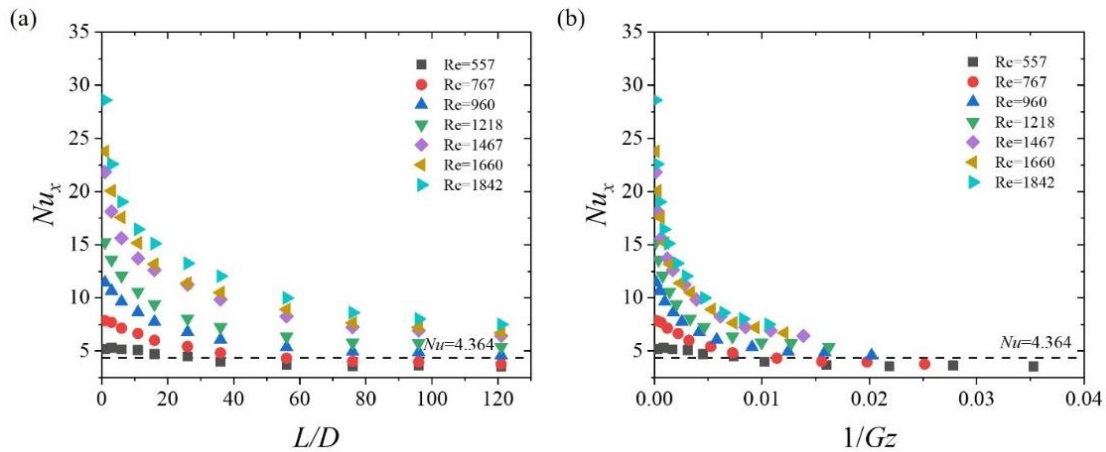 (a)
35
30
25
20
15
10
5
Nuₓ
Re=557
Re=767
Re=960
Re=1218
Re=1467
Re=1660
Re=1842
Nu=4.364
0 20 40 60 80 100 120
L/D
(b)
35
30
25
20
15
10
5
Nuₓ
Re=557
Re=767
Re=960
Re=1218
Re=1467
Re=1660
Re=1842
Nu=4.364
0.00 0.01 0.02 0.03 0.04
1/Gz